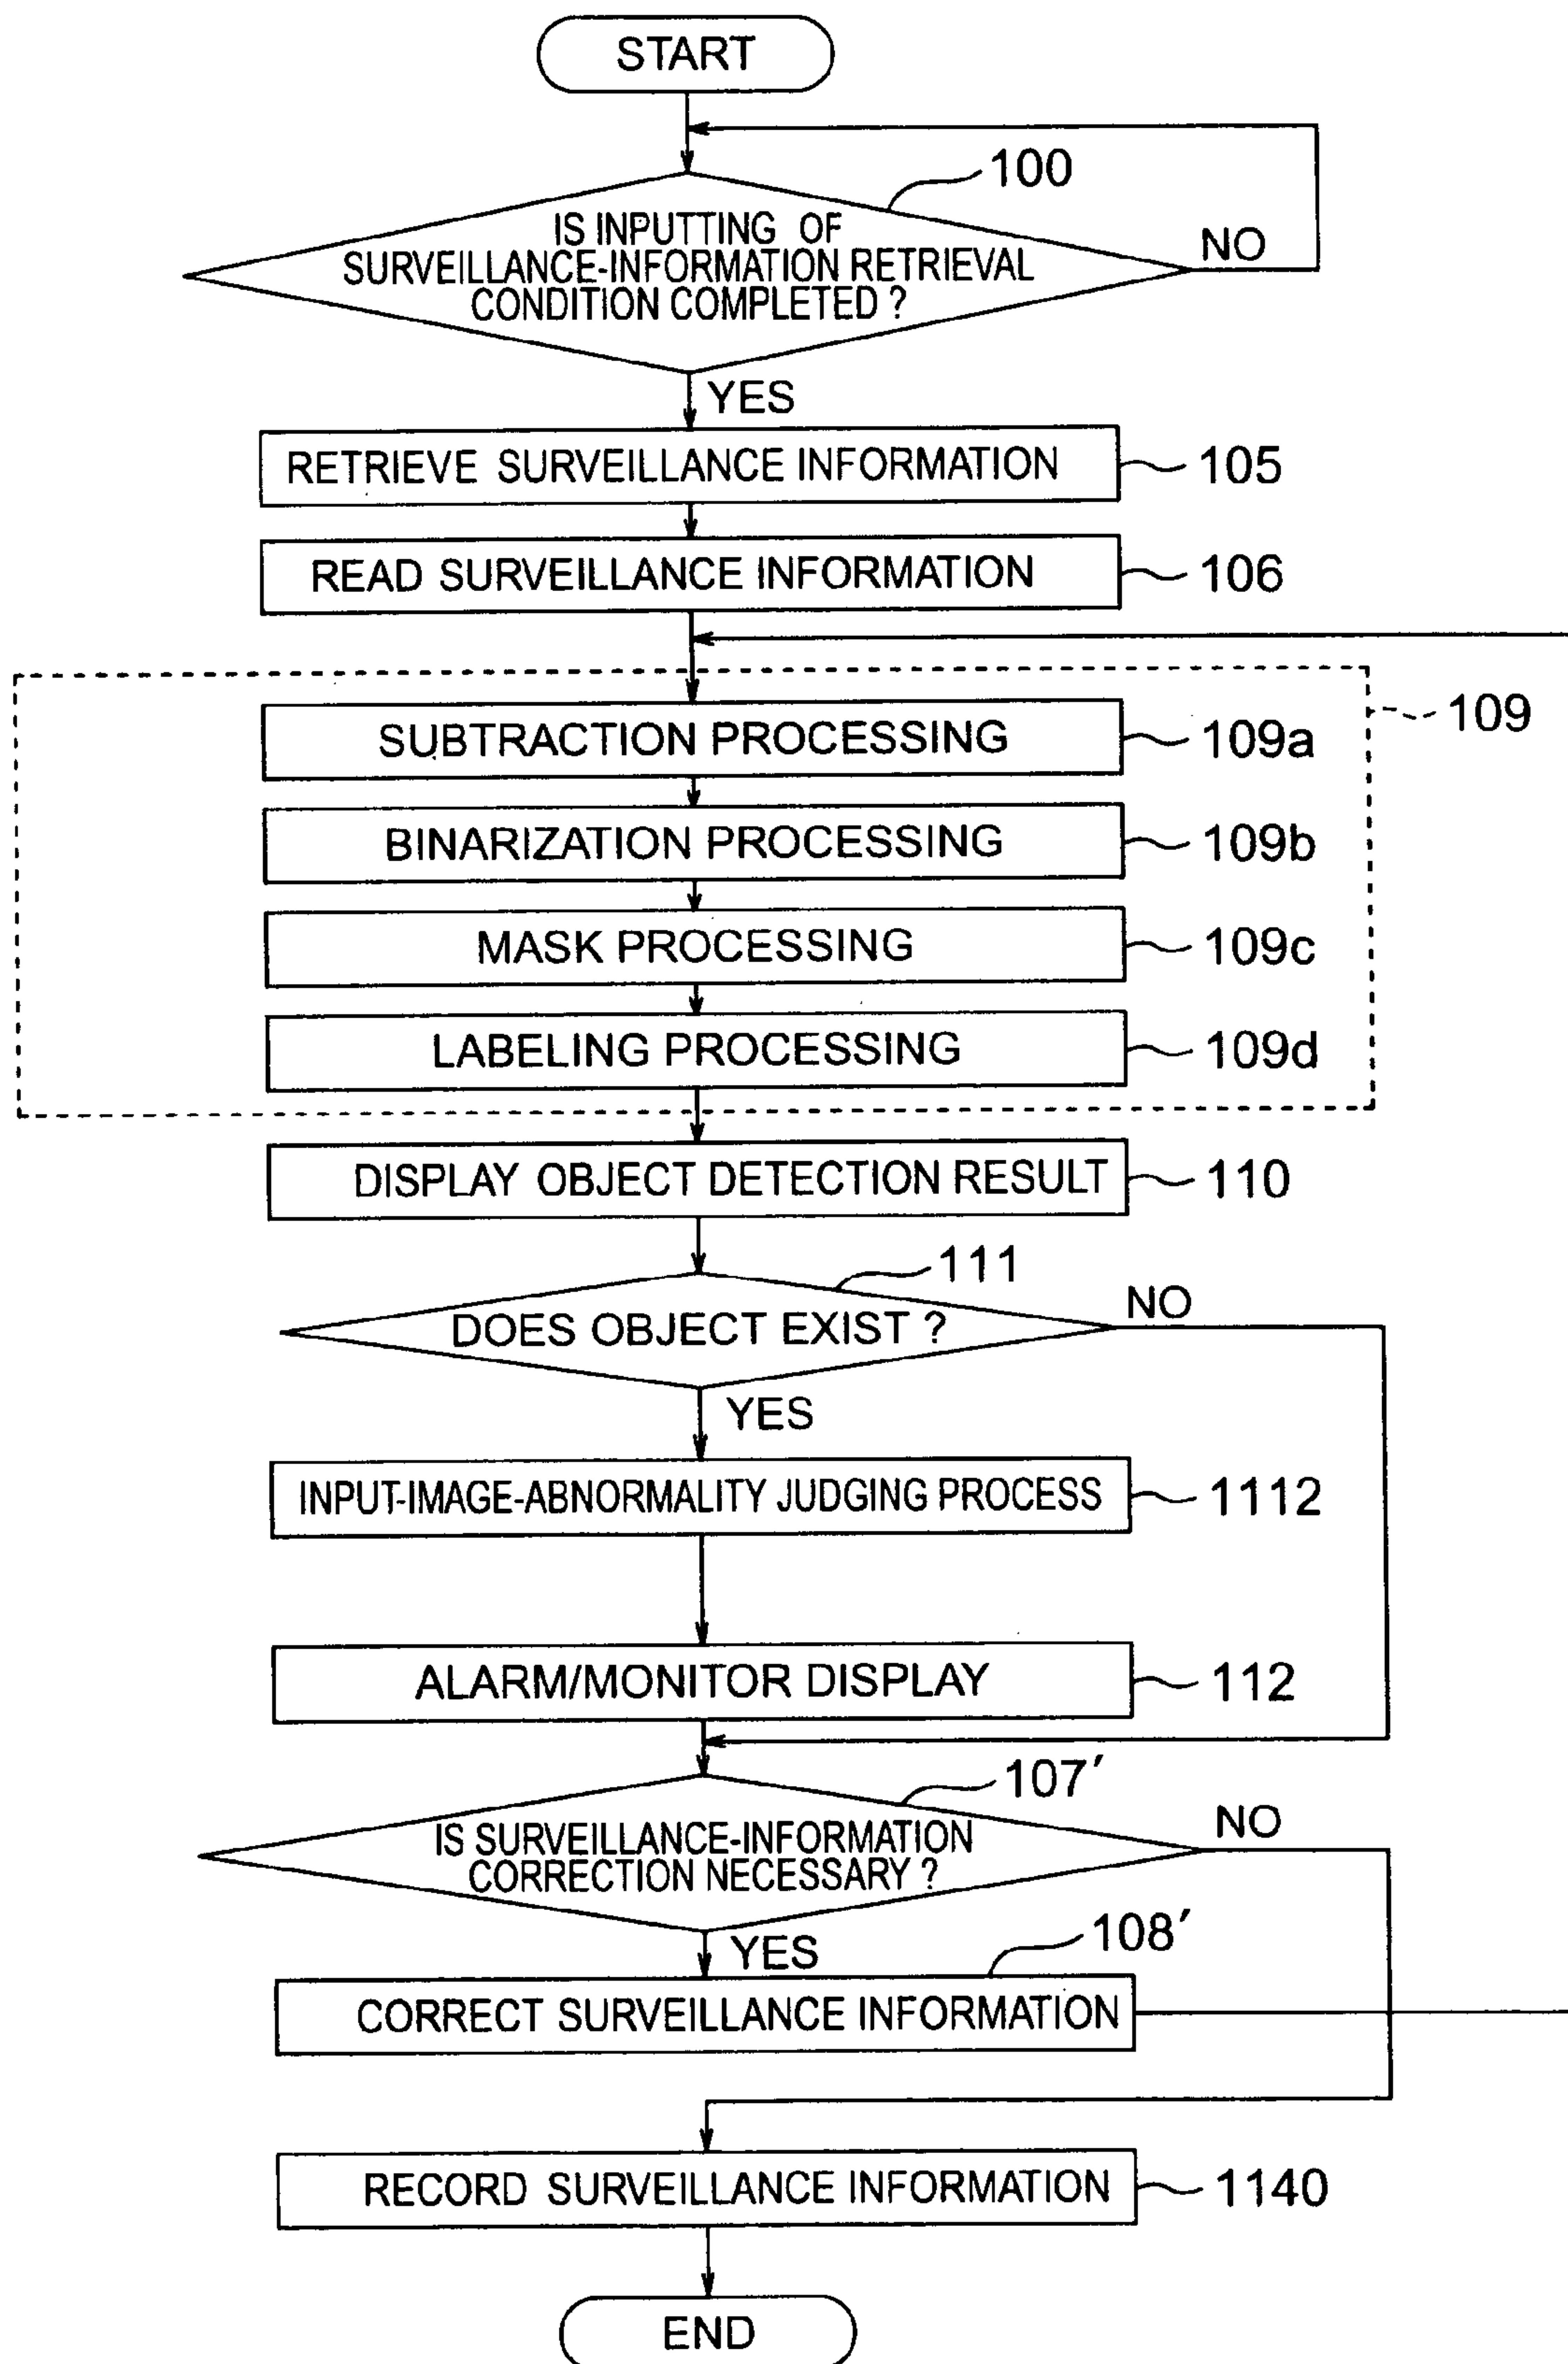 START
100
IS INPUTTING OF
SURVEILLANCE-INFORMATION RETRIEVAL
CONDITION COMPLETED ?
NO
YES
RETRIEVE SURVEILLANCE INFORMATION
105
READ SURVEILLANCE INFORMATION
106
109
SUBTRACTION PROCESSING
109a
BINARIZATION PROCESSING
109b
MASK PROCESSING
109c
LABELING PROCESSING
109d
DISPLAY OBJECT DETECTION RESULT
110
111
DOES OBJECT EXIST ?
NO
YES
INPUT-IMAGE-ABNORMALITY JUDGING PROCESS
1112
ALARM/MONITOR DISPLAY
112
107′
IS SURVEILLANCE-INFORMATION
CORRECTION NECESSARY ?
NO
YES
108′
CORRECT SURVEILLANCE INFORMATION
RECORD SURVEILLANCE INFORMATION
1140
END